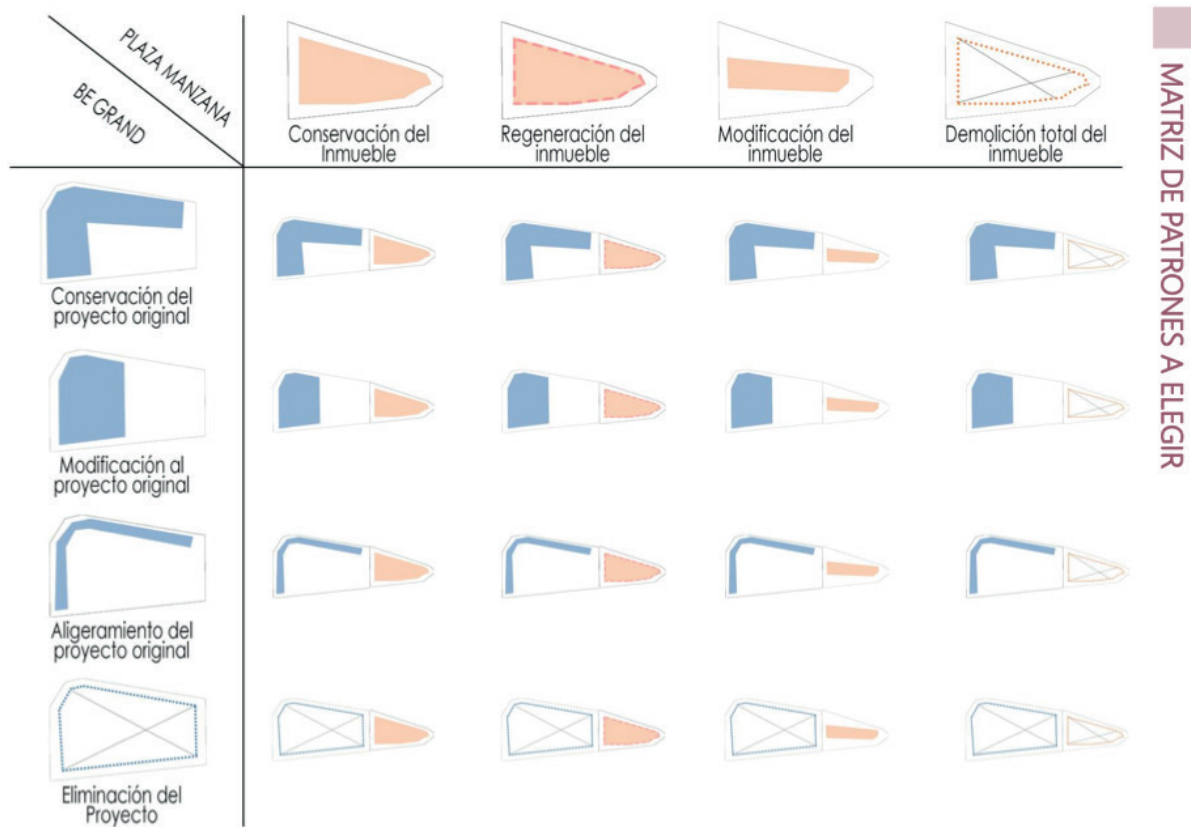 PLAZA MANZANA
BE GRAND
Conservación del
Inmueble
Regeneración del
inmueble
Modificación del
inmueble
Demolición total del
inmueble
Conservación del
proyecto original
Modificación al
proyecto original
Aligeramiento del
proyecto original
Eliminación del
Proyecto
MATRIZ DE PATRONES A ELEGIR